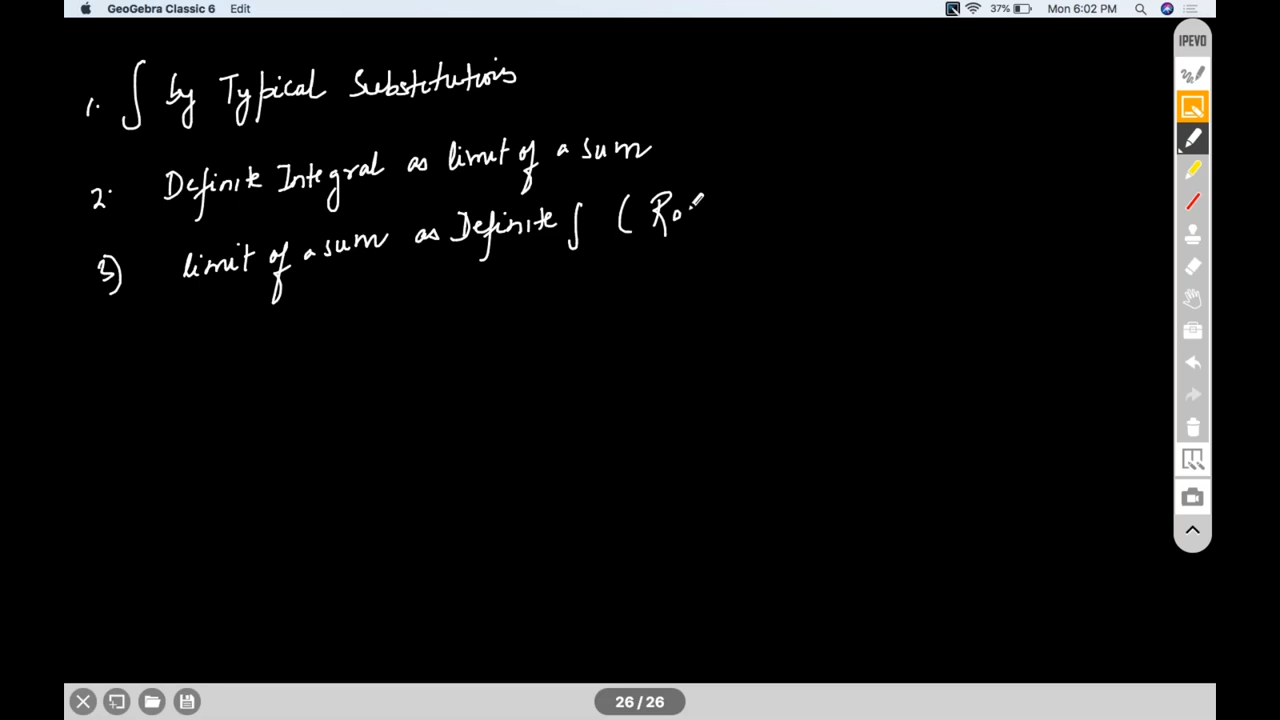 GeoGebra Classic 6 Edit 37% Mon 6:02 PM
IPEVO
1. ∫ by Typical Substitutions
2. Definite Integral as limit of a sum
3) limit of a sum as Definite ∫ (
26 / 26